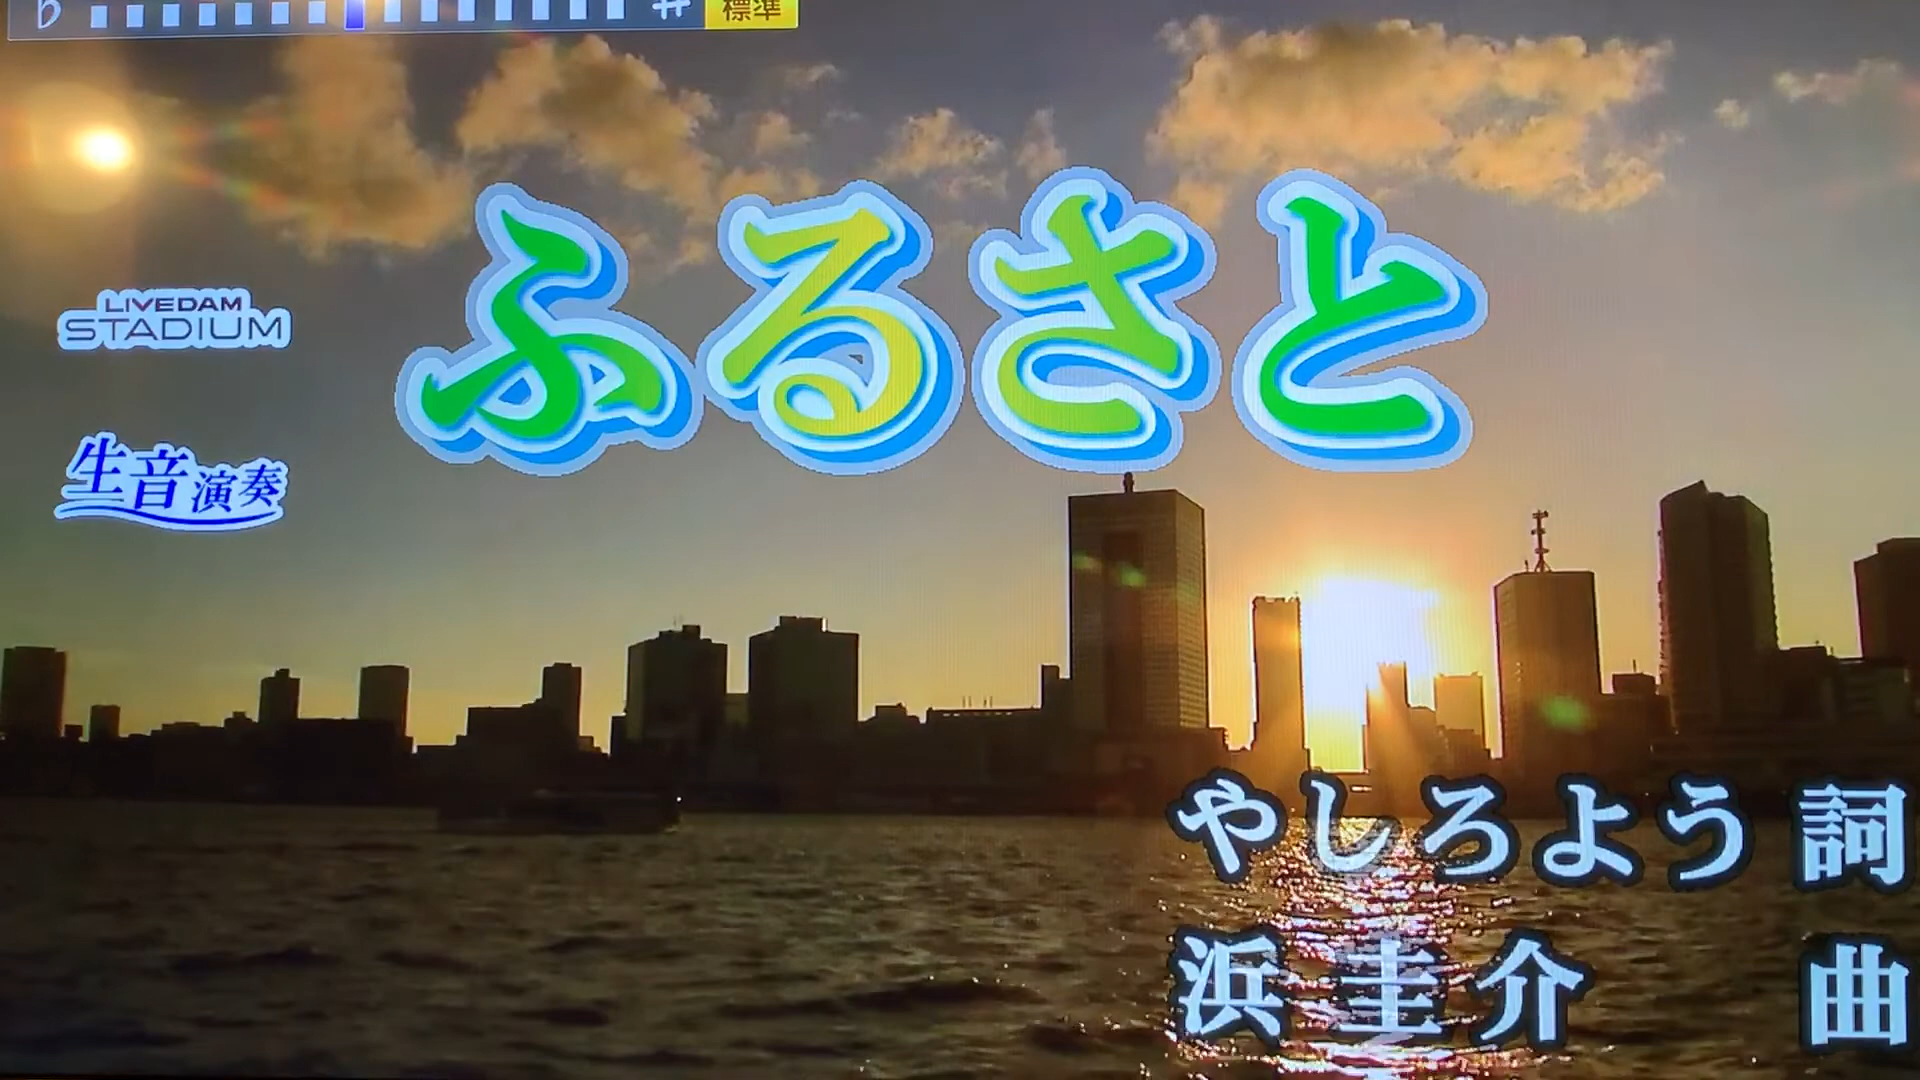 ♭ ♯ 標準
ふるさと
LIVEDAM
STADIUM
生音演奏
やしろよう 詞
浜 圭 介 曲